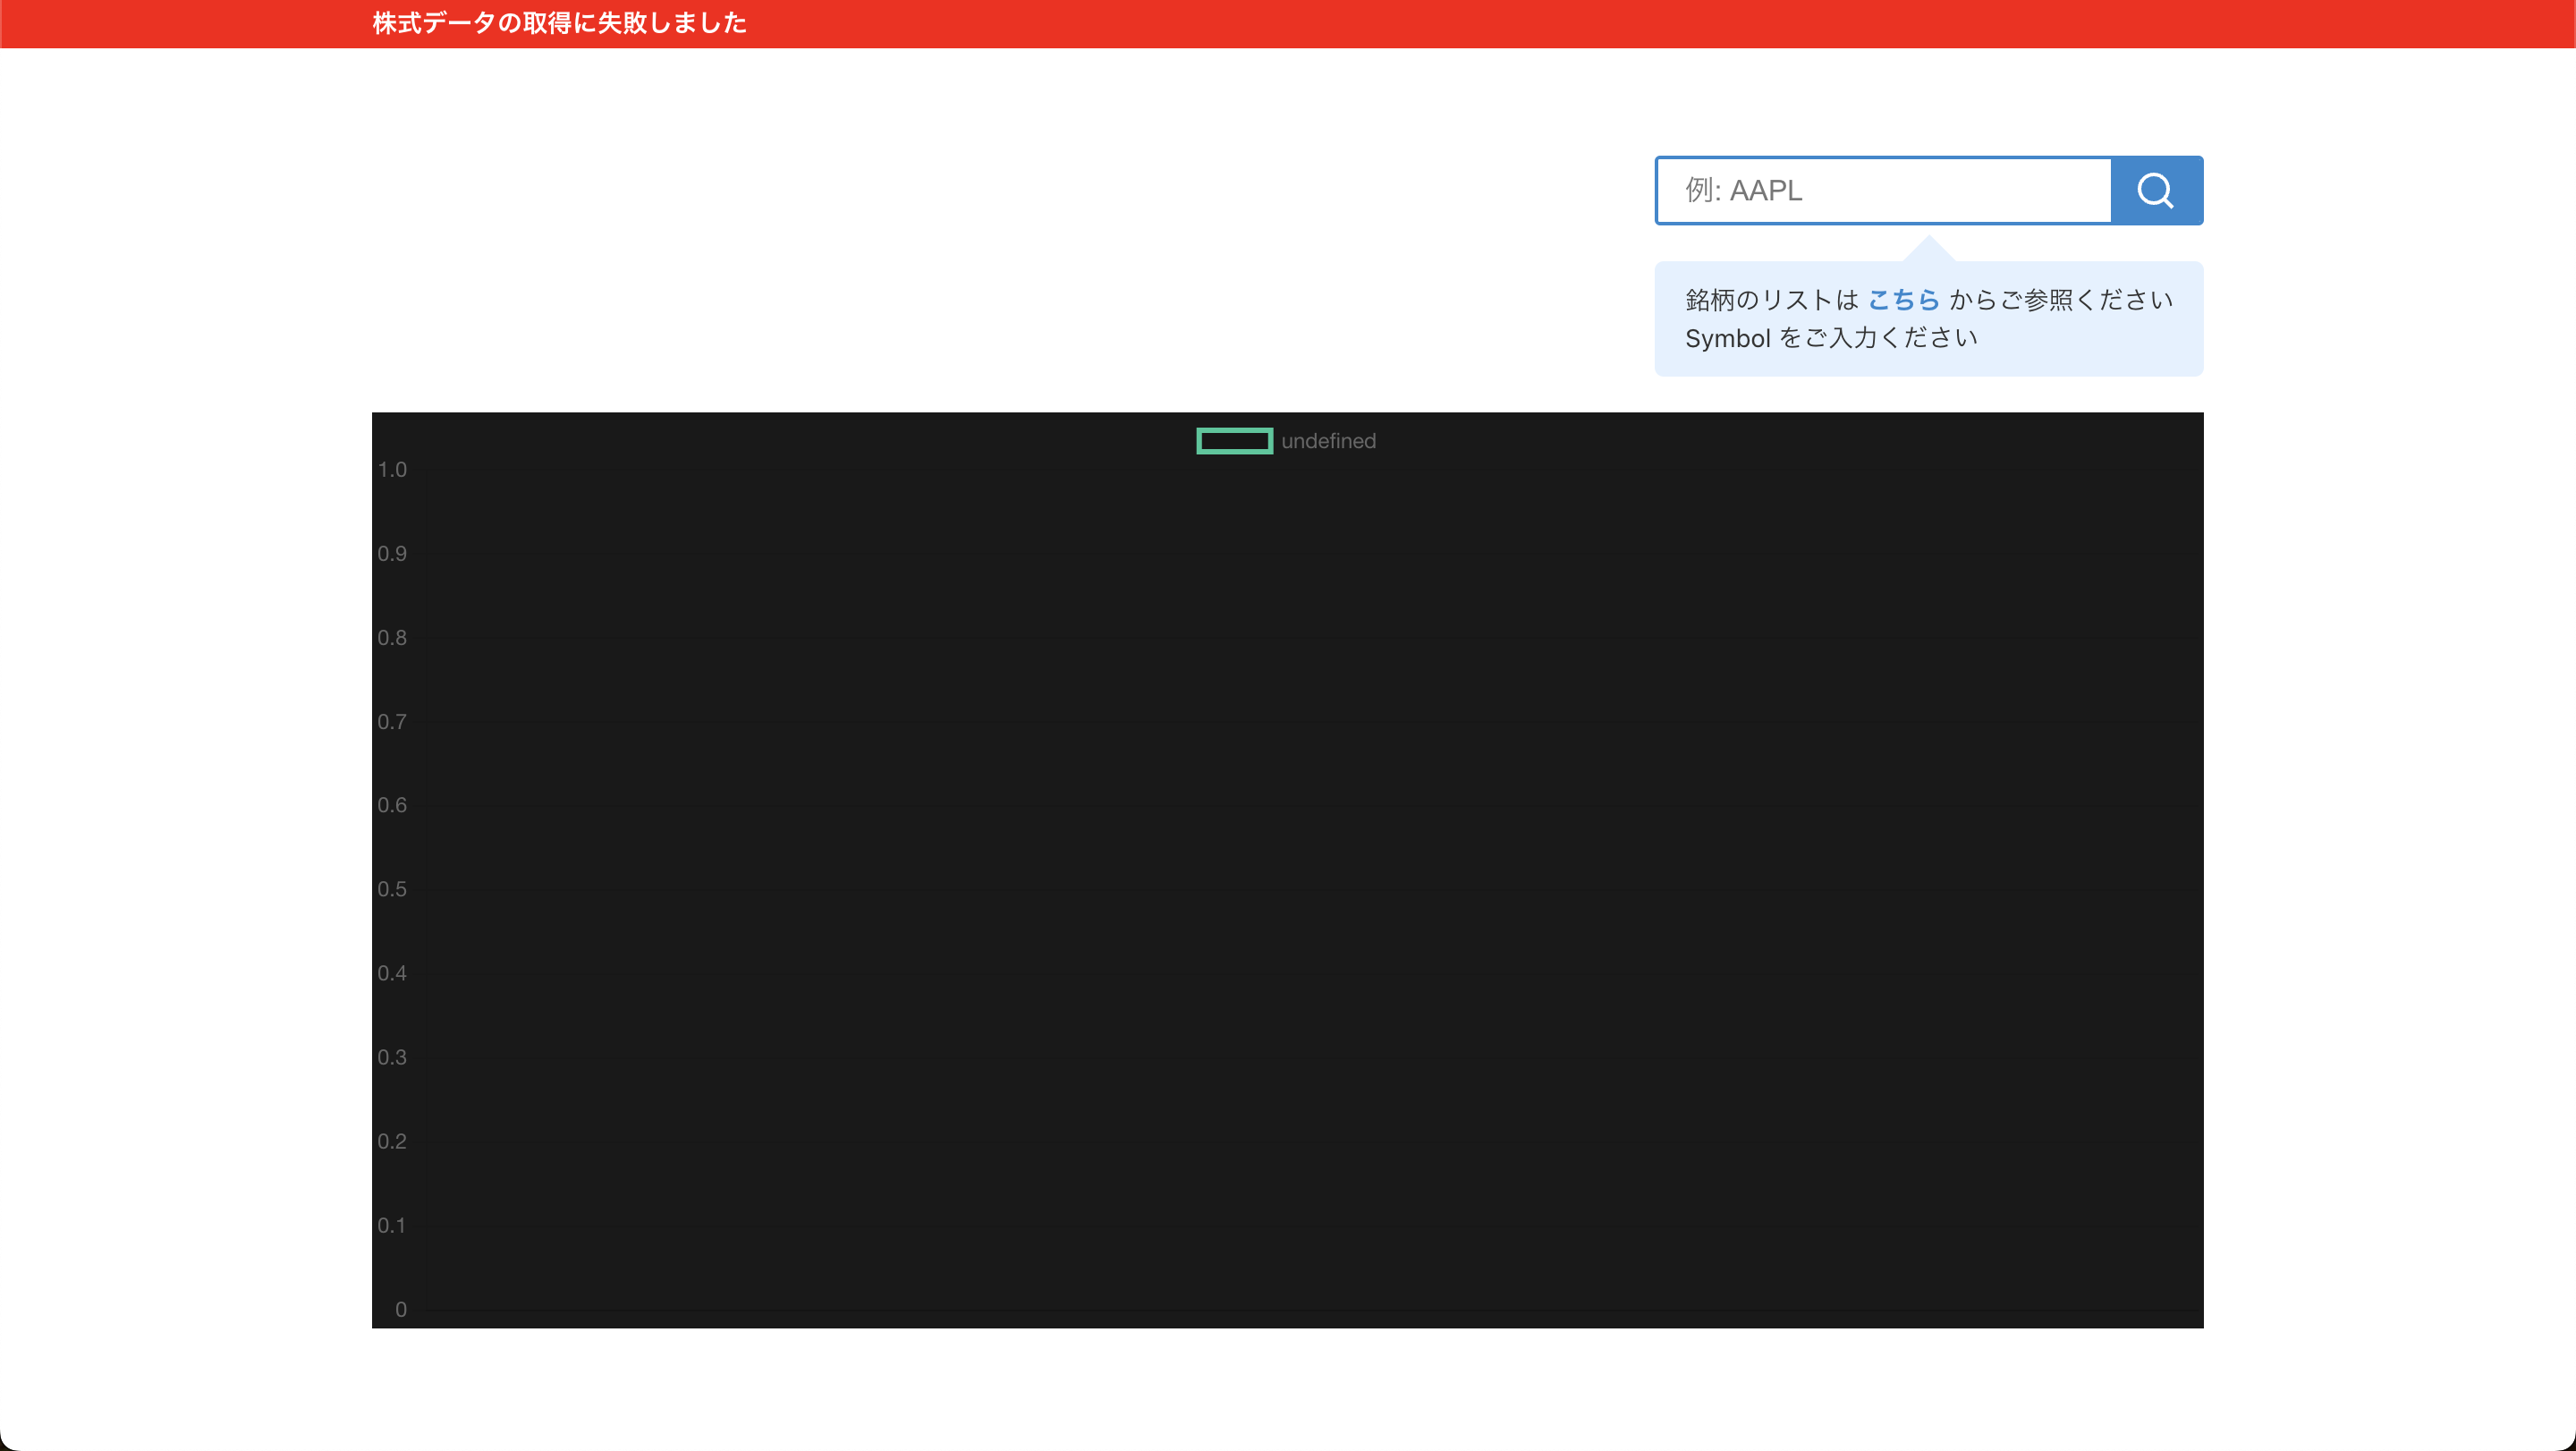 株式データの取得に失敗しました
例: AAPL
銘柄のリストは こちら からご参照ください
Symbol をご入力ください
undefined
1.0
0.9
0.8
0.7
0.6
0.5
0.4
0.3
0.2
0.1
0